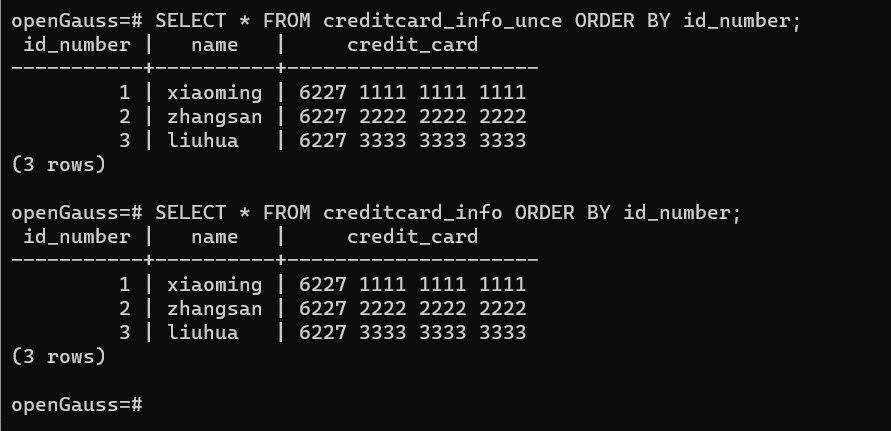 openGauss=# SELECT * FROM creditcard_info_unce ORDER BY id_number;
 id_number |   name   |     credit_card
-----------+----------+---------------------
         1 | xiaoming | 6227 1111 1111 1111
         2 | zhangsan | 6227 2222 2222 2222
         3 | liuhua   | 6227 3333 3333 3333
(3 rows)

openGauss=# SELECT * FROM creditcard_info ORDER BY id_number;
 id_number |   name   |     credit_card
-----------+----------+---------------------
         1 | xiaoming | 6227 1111 1111 1111
         2 | zhangsan | 6227 2222 2222 2222
         3 | liuhua   | 6227 3333 3333 3333
(3 rows)

openGauss=#